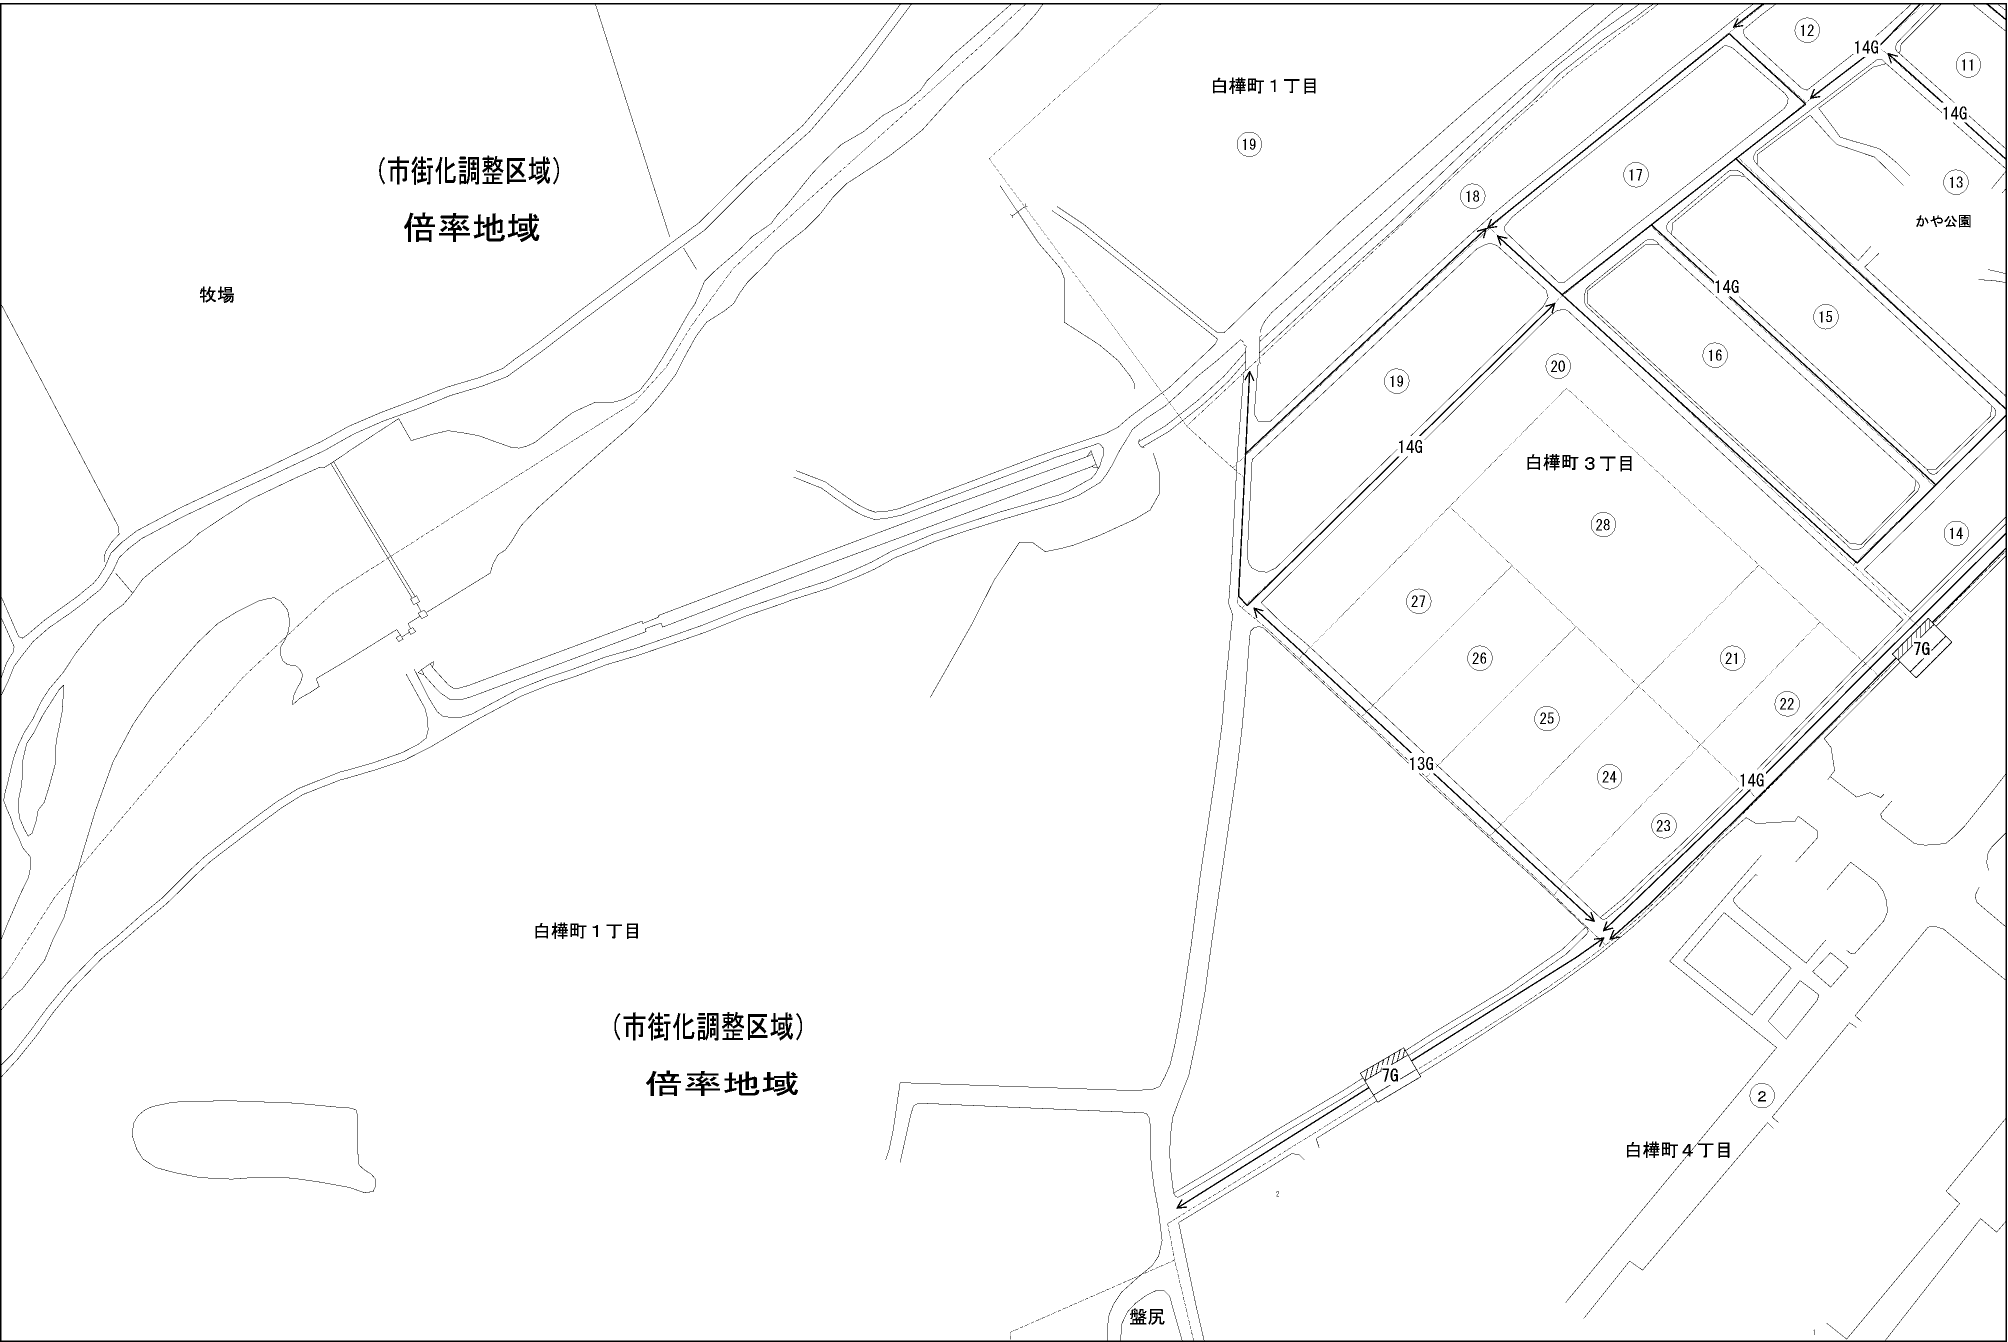 ⑫
14G
⑪
白樺町１丁目
⑲
14G
(市街化調整区域)
倍率地域
⑰
⑬
⑱
かや公園
牧場
14G
⑮
⑯
⑳
⑲
14G
白樺町３丁目
㉘
⑭
㉗
7G
㉖
㉑
㉕
㉒
13G
㉔
14G
㉓
白樺町１丁目
(市街化調整区域)
倍率地域
7G
②
白樺町４丁目
2
盤尻
1